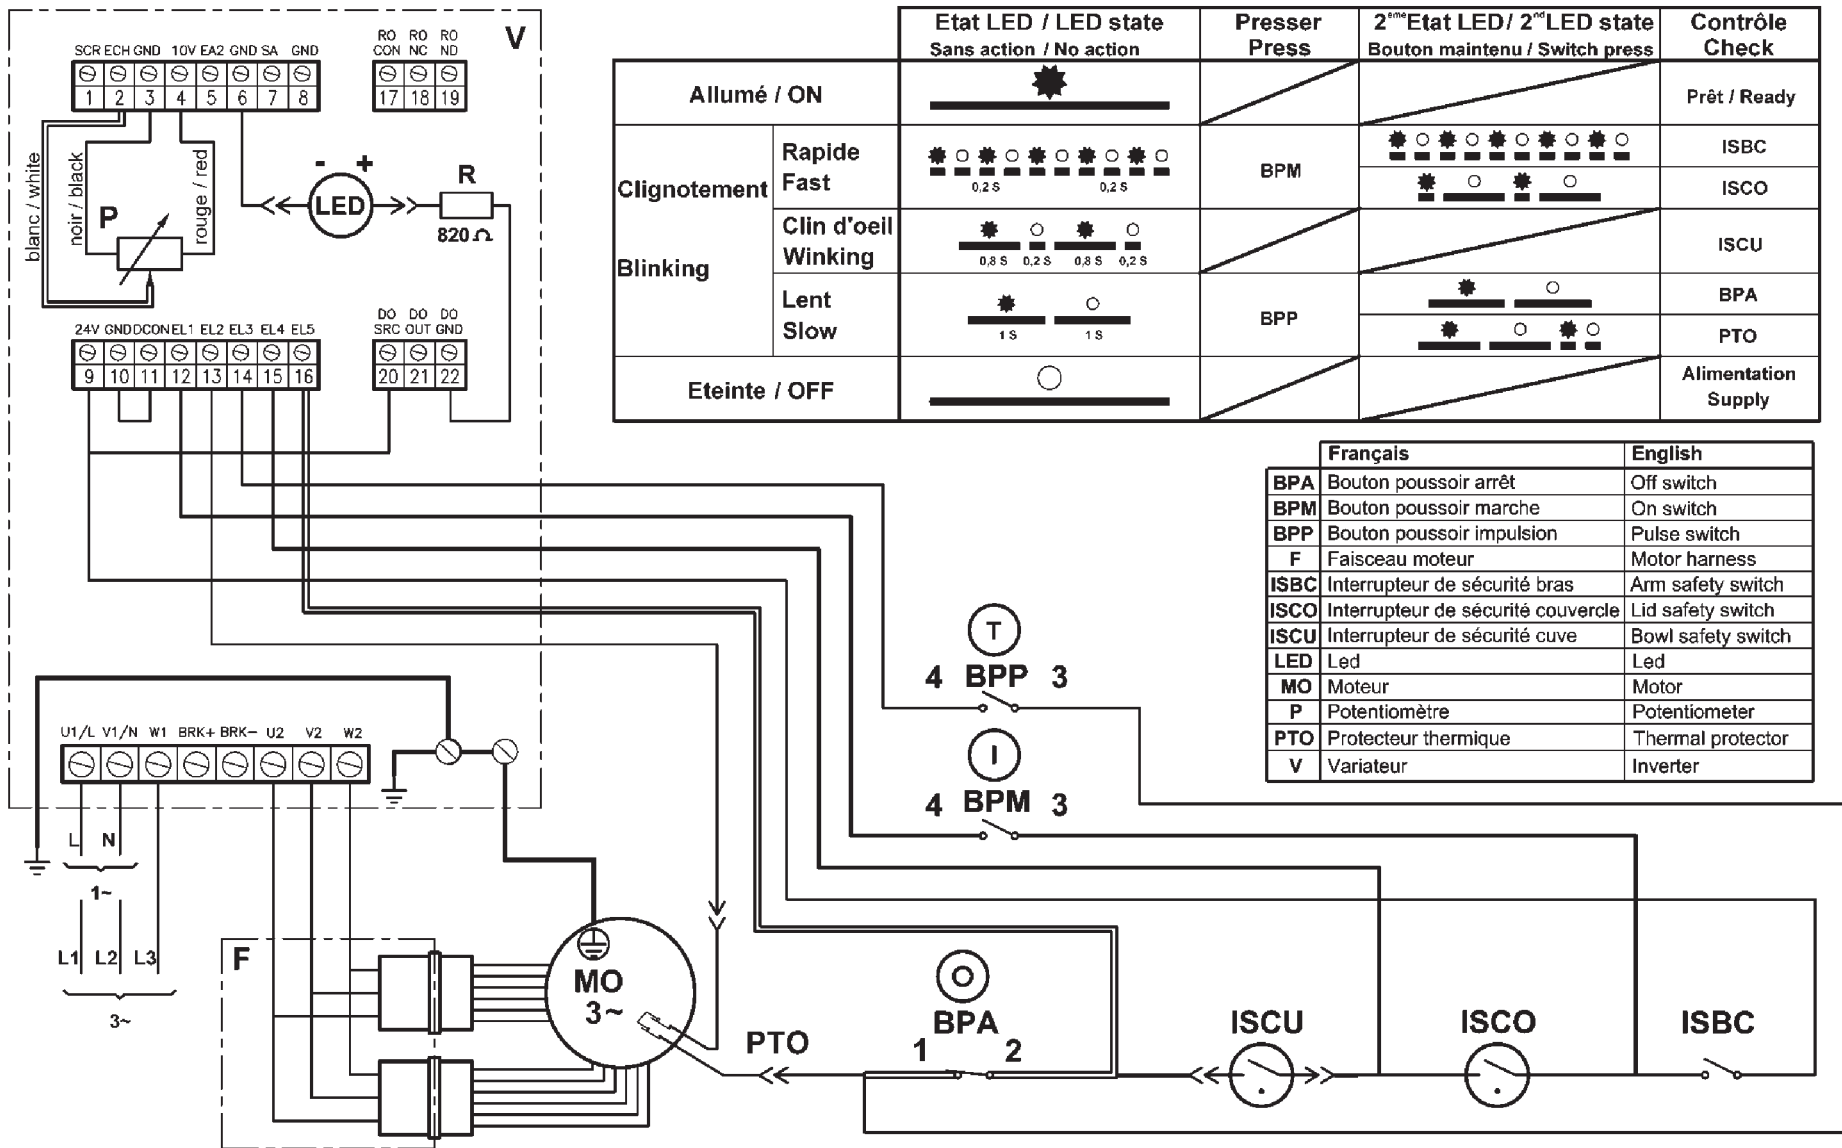 V
SCR ECH GND 10V EA2 GND SA GND
1 2 3 4 5 6 7 8
RO RO RO
CON NC ND
17 18 19
blanc / white
noir / black
rouge / red
P
- +
LED
R
820 Ω
24V GND DCON EL1 EL2 EL3 EL4 EL5
9 10 11 12 13 14 15 16
DO DO DO
SRC OUT GND
20 21 22
U1/L V1/N W1 BRK+ BRK- U2 V2 W2
L N
1~
L1 L2 L3
3~
F
MO
3~
PTO
T
4 BPP 3
I
4 BPM 3
BPA
1 2
ISCU
ISCO
ISBC
Etat LED / LED state
Sans action / No action
Presser
Press
2eme Etat LED/ 2nd LED state
Bouton maintenu / Switch press
Contrôle
Check
Allumé / ON
Prêt / Ready
Clignotement
Blinking
Rapide
Fast
0,2 S 0,2 S
BPM
ISBC
ISCO
Clin d'oeil
Winking
0,8 S 0,2 S 0,8 S 0,2 S
ISCU
Lent
Slow
1 S 1 S
BPP
BPA
PTO
Eteinte / OFF
Alimentation
Supply
Français English
BPA Bouton poussoir arrêt Off switch
BPM Bouton poussoir marche On switch
BPP Bouton poussoir impulsion Pulse switch
F Faisceau moteur Motor harness
ISBC Interrupteur de sécurité bras Arm safety switch
ISCO Interrupteur de sécurité couvercle Lid safety switch
ISCU Interrupteur de sécurité cuve Bowl safety switch
LED Led Led
MO Moteur Motor
P Potentiomètre Potentiometer
PTO Protecteur thermique Thermal protector
V Variateur Inverter